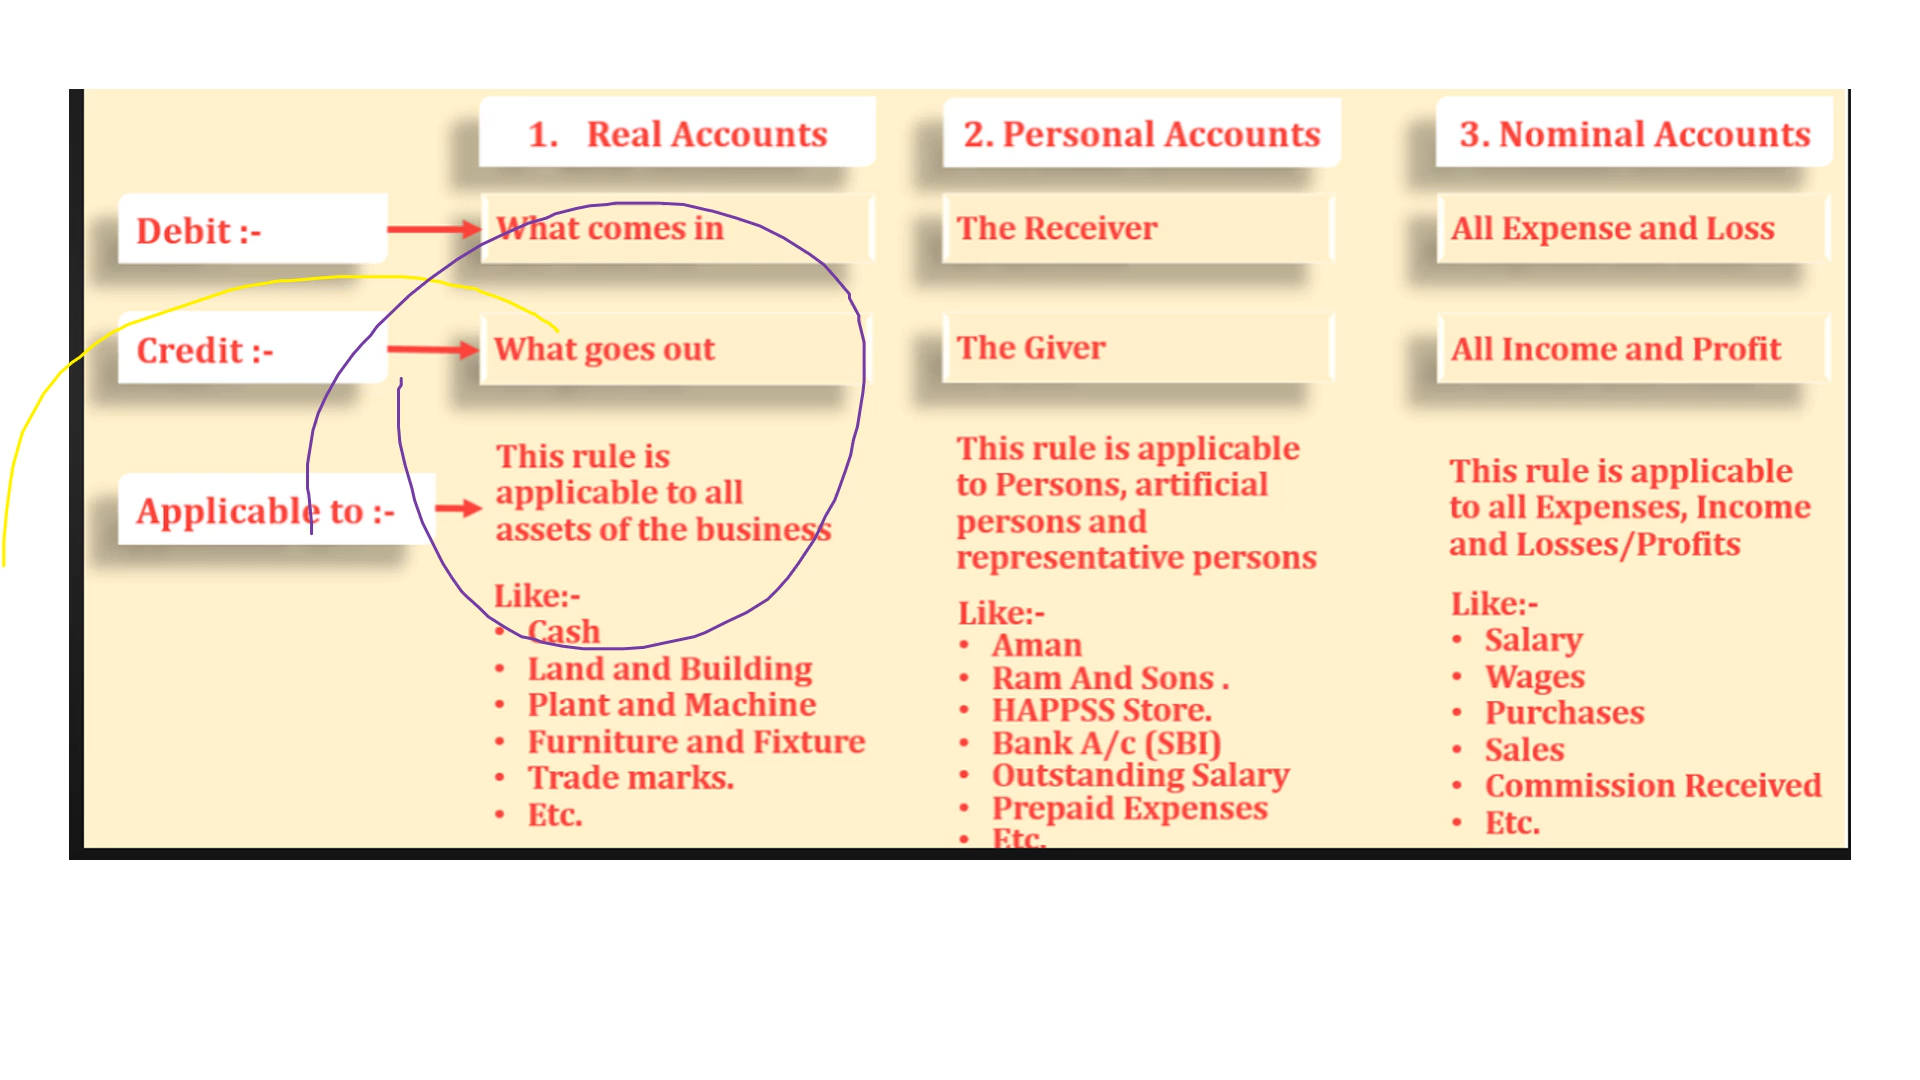 1. Real Accounts
2. Personal Accounts
3. Nominal Accounts
Debit :-
What comes in
The Receiver
All Expense and Loss
Credit :-
What goes out
The Giver
All Income and Profit
Applicable to :-
This rule is
applicable to all
assets of the business
Like:-
• Cash
• Land and Building
• Plant and Machine
• Furniture and Fixture
• Trade marks.
• Etc.
This rule is applicable
to Persons, artificial
persons and
representative persons
Like:-
• Aman
• Ram And Sons .
• HAPPSS Store.
• Bank A/c (SBI)
• Outstanding Salary
• Prepaid Expenses
• Etc.
This rule is applicable
to all Expenses, Income
and Losses/Profits
Like:-
• Salary
• Wages
• Purchases
• Sales
• Commission Received
• Etc.